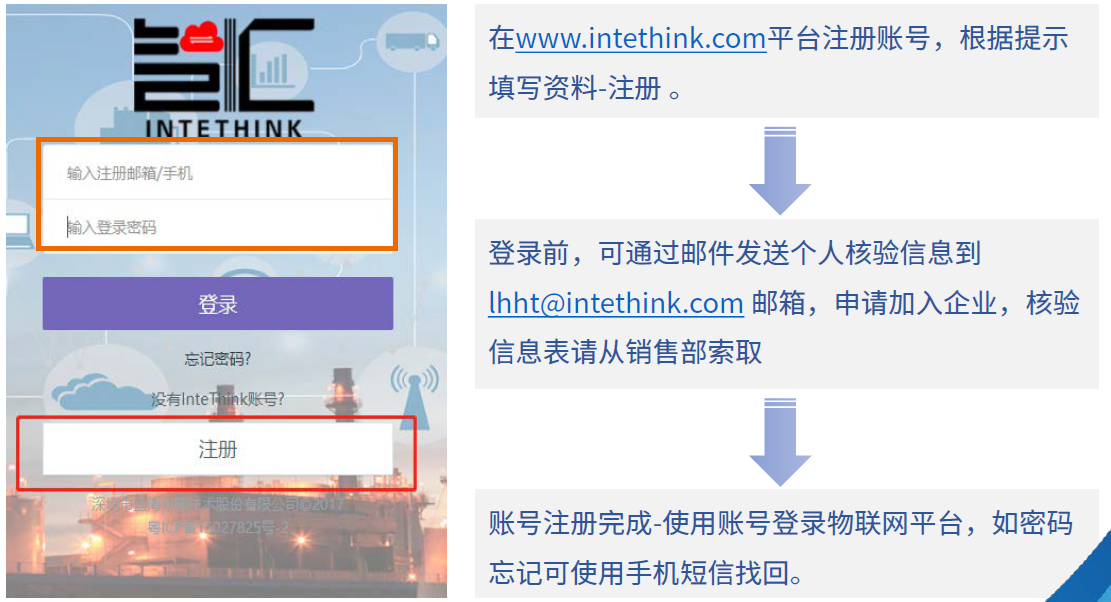 智汇
INTETHINK
输入注册邮箱/手机
输入登录密码
登录
忘记密码?
没有InteThink账号?
注册
术股份有限公司©2017
027825号-2
在www.intethink.com平台注册账号，根据提示
填写资料-注册 。
登录前，可通过邮件发送个人核验信息到
lhht@intethink.com 邮箱，申请加入企业，核验
信息表请从销售部索取
账号注册完成-使用账号登录物联网平台，如密码
忘记可使用手机短信找回。